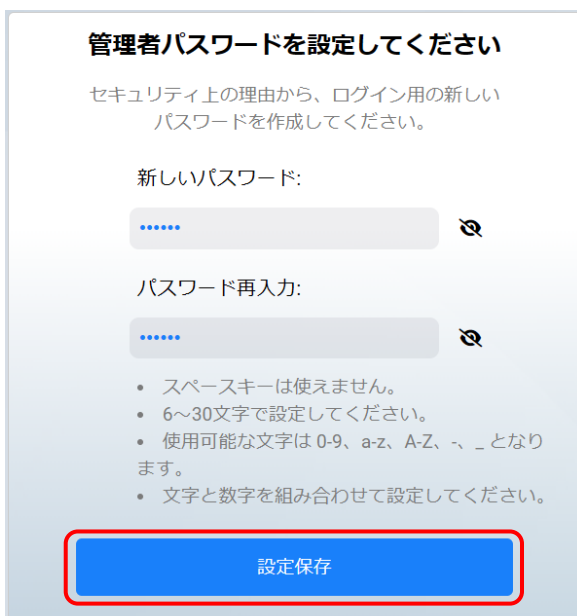 管理者パスワードを設定してください
セキュリティ上の理由から、ログイン用の新しい
パスワードを作成してください。
新しいパスワード:
••••••
パスワード再入力:
••••••
• スペースキーは使えません。
• 6～30文字で設定してください。
• 使用可能な文字は 0-9、a-z、A-Z、-、_ となり
ます。
• 文字と数字を組み合わせて設定してください。
設定保存